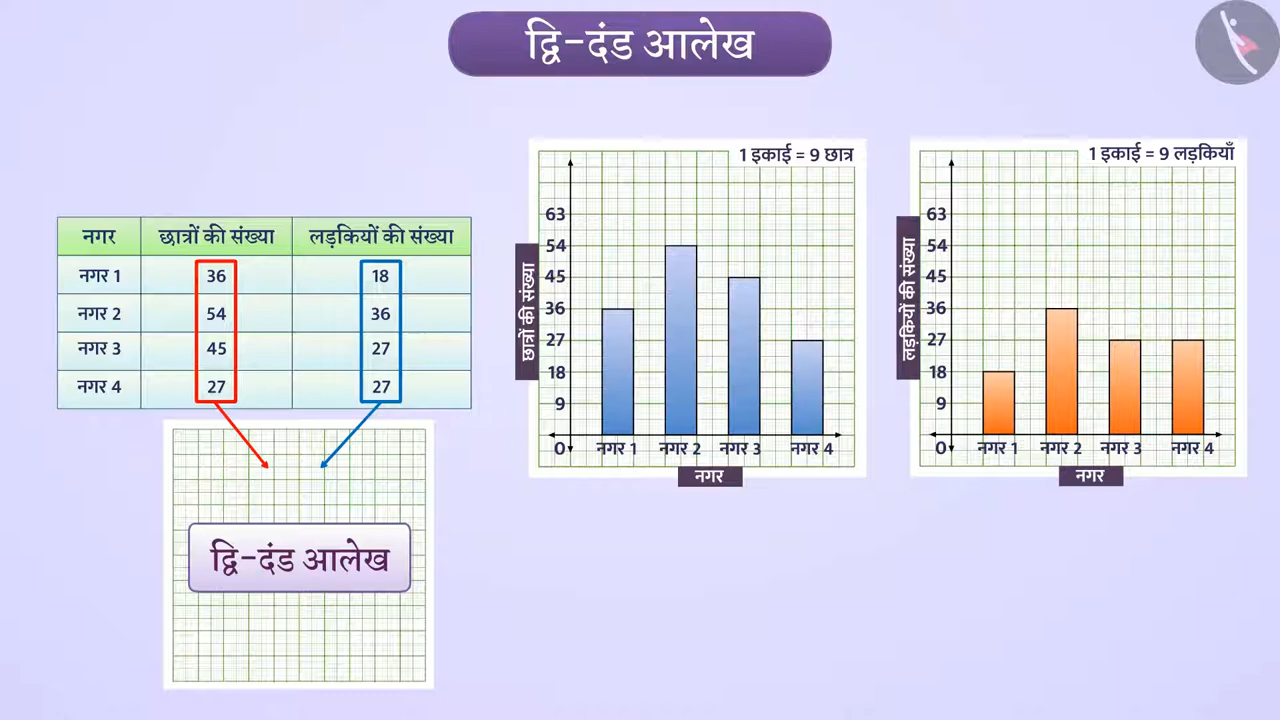 द्वि-दंड आलेख
नगर छात्रों की संख्या लड़कियों की संख्या
नगर 1 36 18
नगर 2 54 36
नगर 3 45 27
नगर 4 27 27
द्वि-दंड आलेख
1 इकाई = 9 छात्र
छात्रों की संख्या
63
54
45
36
27
18
9
0
नगर 1 नगर 2 नगर 3 नगर 4
नगर
1 इकाई = 9 लड़कियाँ
लड़कियों की संख्या
63
54
45
36
27
18
9
0
नगर 1 नगर 2 नगर 3 नगर 4
नगर